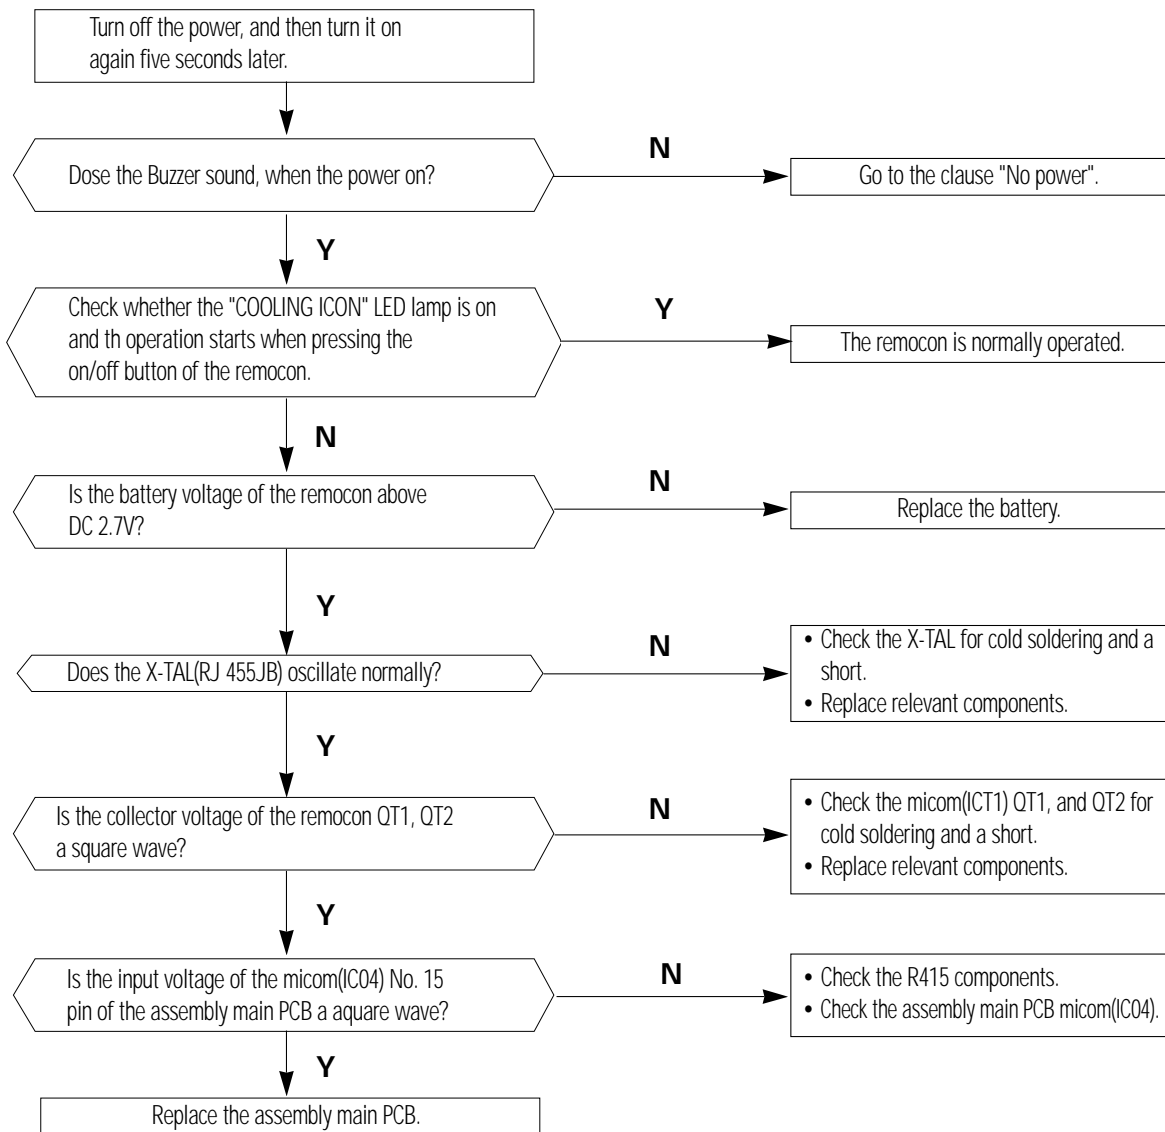 Turn off the power, and then turn it on
again five seconds later.
Dose the Buzzer sound, when the power on?
N
Go to the clause "No power".
Y
Check whether the "COOLING ICON" LED lamp is on
and th operation starts when pressing the
on/off button of the remocon.
Y
The remocon is normally operated.
N
Is the battery voltage of the remocon above
DC 2.7V?
N
Replace the battery.
Y
Does the X-TAL(RJ 455JB) oscillate normally?
N
• Check the X-TAL for cold soldering and a
short.
• Replace relevant components.
Y
Is the collector voltage of the remocon QT1, QT2
a square wave?
N
• Check the micom(ICT1) QT1, and QT2 for
cold soldering and a short.
• Replace relevant components.
Y
Is the input voltage of the micom(IC04) No. 15
pin of the assembly main PCB a aquare wave?
N
• Check the R415 components.
• Check the assembly main PCB micom(IC04).
Y
Replace the assembly main PCB.